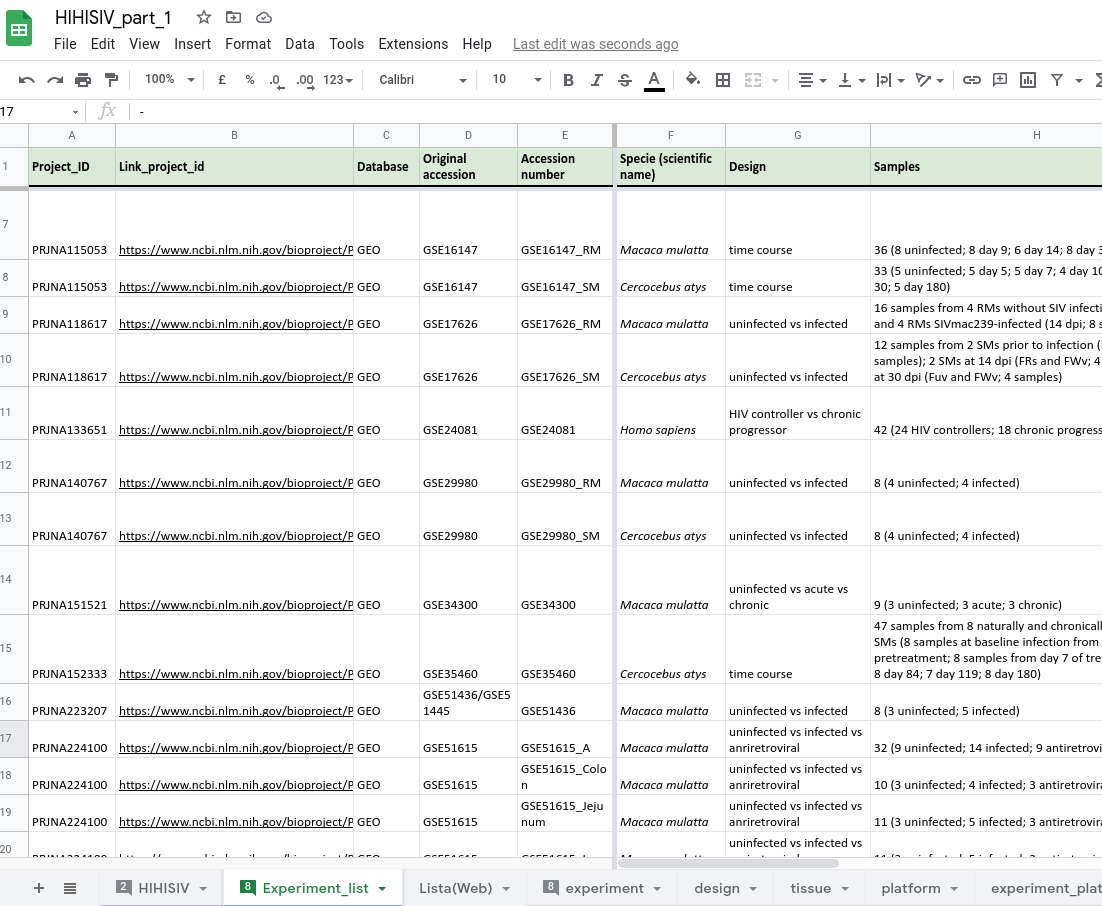 HIHISIV_part_1
File Edit View Insert Format Data Tools Extensions Help Last edit was seconds ago
100% £ % .0 .00 123 Calibri 10 B I S A
17 fx -
A B C D E F G H
1 Project_ID Link_project_id Database Original accession Accession number Specie (scientific name) Design Samples
7 PRJNA115053 https://www.ncbi.nlm.nih.gov/bioproject/P GEO GSE16147 GSE16147_RM Macaca mulatta time course 36 (8 uninfected; 8 day 9; 6 day 14; 8 day 3
8 PRJNA115053 https://www.ncbi.nlm.nih.gov/bioproject/P GEO GSE16147 GSE16147_SM Cercocebus atys time course 33 (5 uninfected; 5 day 5; 5 day 7; 4 day 10
30; 5 day 180)
9 PRJNA118617 https://www.ncbi.nlm.nih.gov/bioproject/P GEO GSE17626 GSE17626_RM Macaca mulatta uninfected vs infected 16 samples from 4 RMs without SIV infecti
and 4 RMs SIVmac239-infected (14 dpi; 8 s
10 PRJNA118617 https://www.ncbi.nlm.nih.gov/bioproject/P GEO GSE17626 GSE17626_SM Cercocebus atys uninfected vs infected 12 samples from 2 SMs prior to infection (
samples); 2 SMs at 14 dpi (FRs and FWv; 4
at 30 dpi (Fuv and FWv; 4 samples)
11 PRJNA133651 https://www.ncbi.nlm.nih.gov/bioproject/P GEO GSE24081 GSE24081 Homo sapiens HIV controller vs chronic progressor 42 (24 HIV controllers; 18 chronic progress
12 PRJNA140767 https://www.ncbi.nlm.nih.gov/bioproject/P GEO GSE29980 GSE29980_RM Macaca mulatta uninfected vs infected 8 (4 uninfected; 4 infected)
13 PRJNA140767 https://www.ncbi.nlm.nih.gov/bioproject/P GEO GSE29980 GSE29980_SM Cercocebus atys uninfected vs infected 8 (4 uninfected; 4 infected)
14 PRJNA151521 https://www.ncbi.nlm.nih.gov/bioproject/P GEO GSE34300 GSE34300 Macaca mulatta uninfected vs acute vs chronic 9 (3 uninfected; 3 acute; 3 chronic)
15 PRJNA152333 https://www.ncbi.nlm.nih.gov/bioproject/P GEO GSE35460 GSE35460 Cercocebus atys time course 47 samples from 8 naturally and chronicall
SMs (8 samples at baseline infection from
pretreatment; 8 samples from day 7 of tre
8 day 84; 7 day 119; 8 day 180)
16 PRJNA223207 https://www.ncbi.nlm.nih.gov/bioproject/P GEO GSE51436/GSE51445 GSE51436 Macaca mulatta uninfected vs infected 8 (3 uninfected; 5 infected)
17 PRJNA224100 https://www.ncbi.nlm.nih.gov/bioproject/P GEO GSE51615 GSE51615_A Macaca mulatta uninfected vs infected vs anriretroviral 32 (9 uninfected; 14 infected; 9 antiretrovi
18 PRJNA224100 https://www.ncbi.nlm.nih.gov/bioproject/P GEO GSE51615 GSE51615_Colon Macaca mulatta uninfected vs infected vs anriretroviral 10 (3 uninfected; 4 infected; 3 antiretrovir
19 PRJNA224100 https://www.ncbi.nlm.nih.gov/bioproject/P GEO GSE51615 GSE51615_Jejunum Macaca mulatta uninfected vs infected vs anriretroviral 11 (3 uninfected; 5 infected; 3 antiretrovir
20 uninfected vs infected vs
2 HIHISIV 8 Experiment_list Lista(Web) 8 experiment design tissue platform experiment_plat